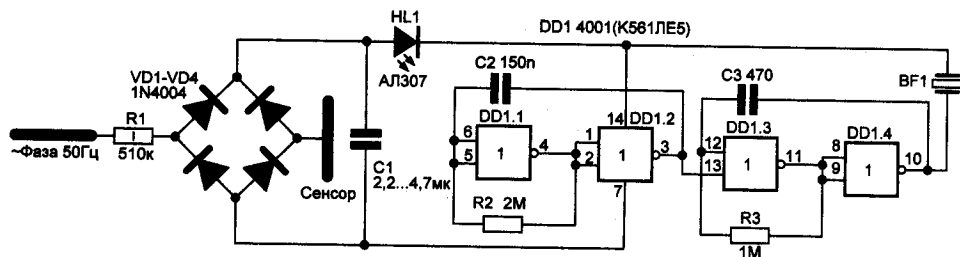 HL1
DD1 4001(К561ЛЕ5)
АЛ307
VD1-VD4
1N4004
R1
510к
~Фаза 50Гц
Сенсор
C1
2,2...4,7мк
C2 150n
DD1.1
6
5
1
4
R2 2M
1
2
14
DD1.2
1
3
7
C3 470
DD1.3
12
13
1
11
R3
1M
DD1.4
8
9
1
10
BF1